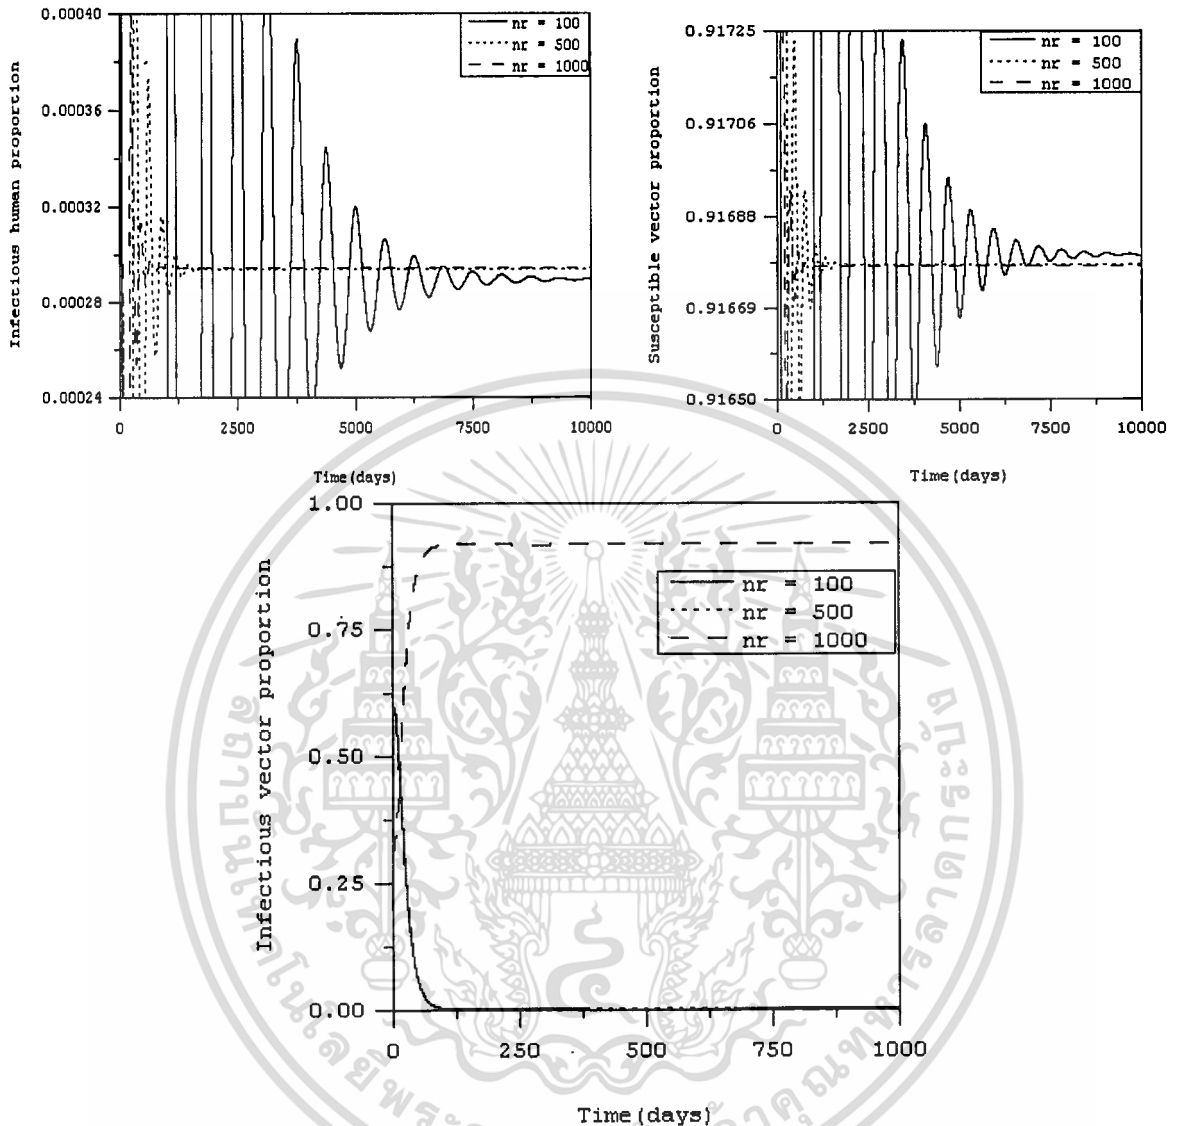 0.00040
0.00036
0.00032
0.00028
0.00024
Infectious human proportion
nr = 100
nr = 500
nr = 1000
0
2500
5000
7500
10000
Time(days)
0.91725
0.91706
0.91688
0.91669
0.91650
Susceptible vector proportion
nr = 100
nr = 500
nr = 1000
0
2500
5000
7500
10000
Time(days)
1.00
0.75
0.50
0.25
0.00
Infectious vector proportion
nr = 100
nr = 500
nr = 1000
0
250
500
750
1000
Time(days)